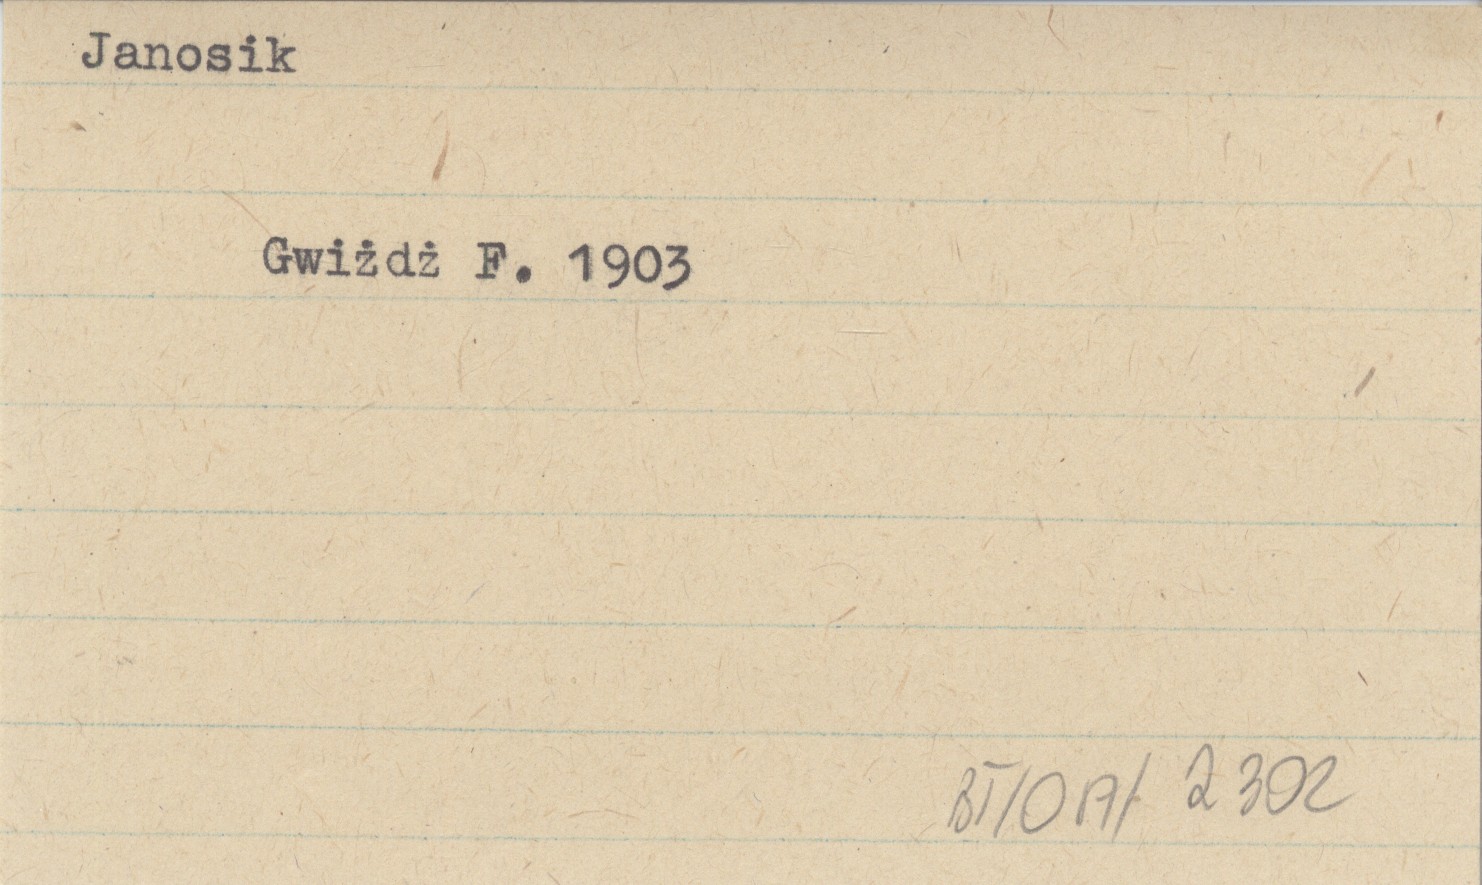 Janosik
Gwiżdż F. 1903
BT/OA/ 2302